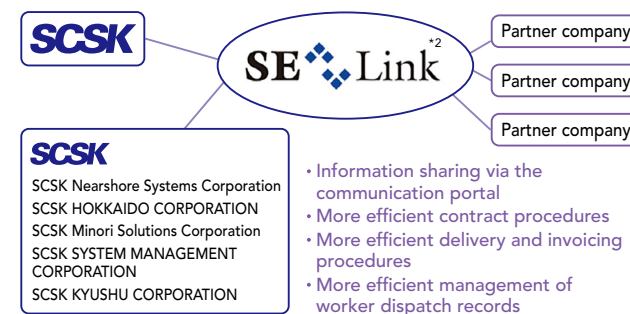 SCSK
SE Link*2
Partner company
Partner company
Partner company
SCSK
SCSK Nearshore Systems Corporation
SCSK HOKKAIDO CORPORATION
SCSK Minori Solutions Corporation
SCSK SYSTEM MANAGEMENT
CORPORATION
SCSK KYUSHU CORPORATION
・Information sharing via the
communication portal
・More efficient contract procedures
・More efficient delivery and invoicing
procedures
・More efficient management of
worker dispatch records